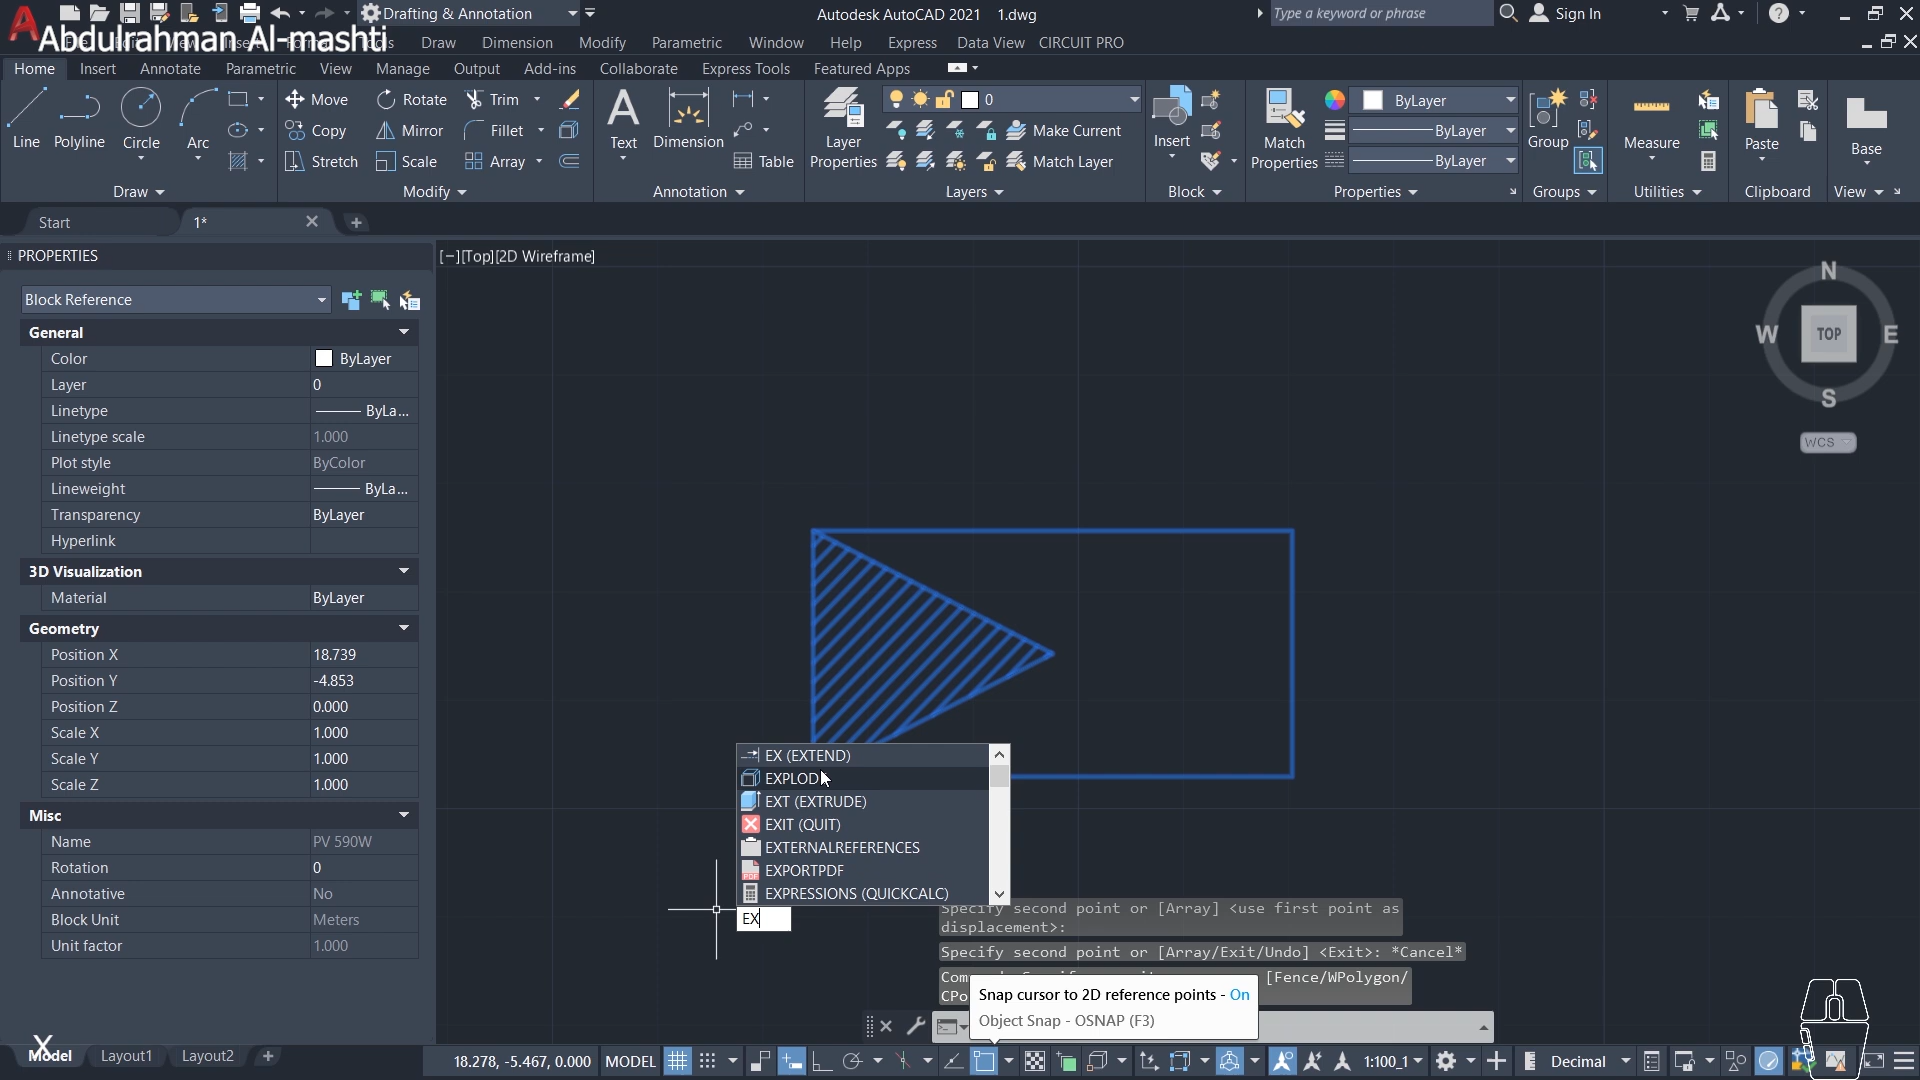 Drafting & Annotation
Autodesk AutoCAD 2021 1.dwg
Type a keyword or phrase
Sign In
Abdulrahman Al-mashti
Draw Dimension Modify Parametric Window Help Express Data View CIRCUIT PRO
Home Insert Annotate Parametric View Manage Output Add-ins Collaborate Express Tools Featured Apps
Line
Polyline
Circle
Arc
Move
Rotate
Trim
Copy
Mirror
Fillet
Stretch
Scale
Array
Text
Dimension
Table
Layer
Properties
0
Make Current
Match Layer
Insert
Match
Properties
ByLayer
ByLayer
ByLayer
Group
Measure
Paste
Base
Draw
Modify
Annotation
Layers
Block
Properties
Groups
Utilities
Clipboard
View
Start
1*
PROPERTIES
[−][Top][2D Wireframe]
Block Reference
General
Color ByLayer
Layer 0
Linetype ByLa...
Linetype scale 1.000
Plot style ByColor
Lineweight ByLa...
Transparency ByLayer
Hyperlink
3D Visualization
Material ByLayer
Geometry
Position X 18.739
Position Y -4.853
Position Z 0.000
Scale X 1.000
Scale Y 1.000
Scale Z 1.000
Misc
Name PV 590W
Rotation 0
Annotative No
Block Unit Meters
Unit factor 1.000
N
W
TOP
E
S
WCS
EX (EXTEND)
EXPLOD
EXT (EXTRUDE)
EXIT (QUIT)
EXTERNALREFERENCES
EXPORTPDF
EXPRESSIONS (QUICKCALC)
EX
Specify second point or [Array] <use first point as
displacement>:
Specify second point or [Array/Exit/Undo] <Exit>: *Cancel*
[Fence/WPolygon/
CPo
Snap cursor to 2D reference points - On
Object Snap - OSNAP (F3)
X
Model Layout1 Layout2
18.278, -5.467, 0.000 MODEL
1:100_1
Decimal